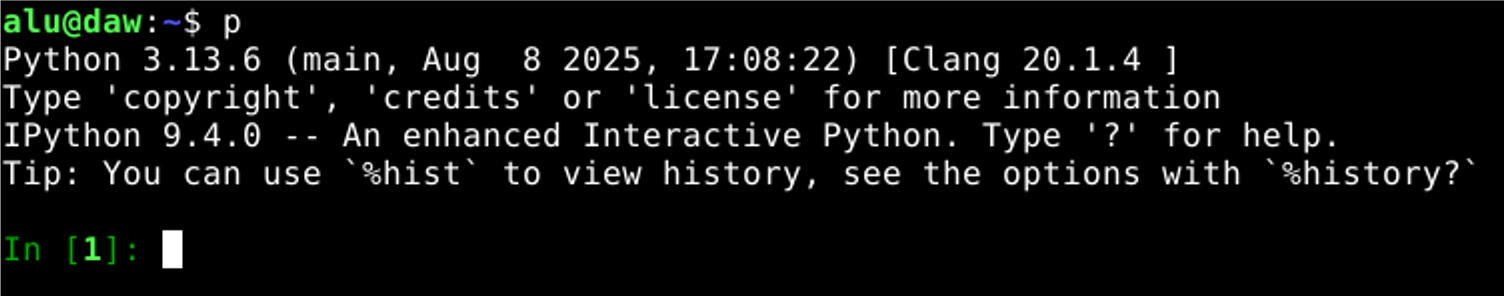 alu@daw:~$ p
Python 3.13.6 (main, Aug  8 2025, 17:08:22) [Clang 20.1.4 ]
Type 'copyright', 'credits' or 'license' for more information
IPython 9.4.0 -- An enhanced Interactive Python. Type '?' for help.
Tip: You can use `%hist` to view history, see the options with `%history?`
In [1]: